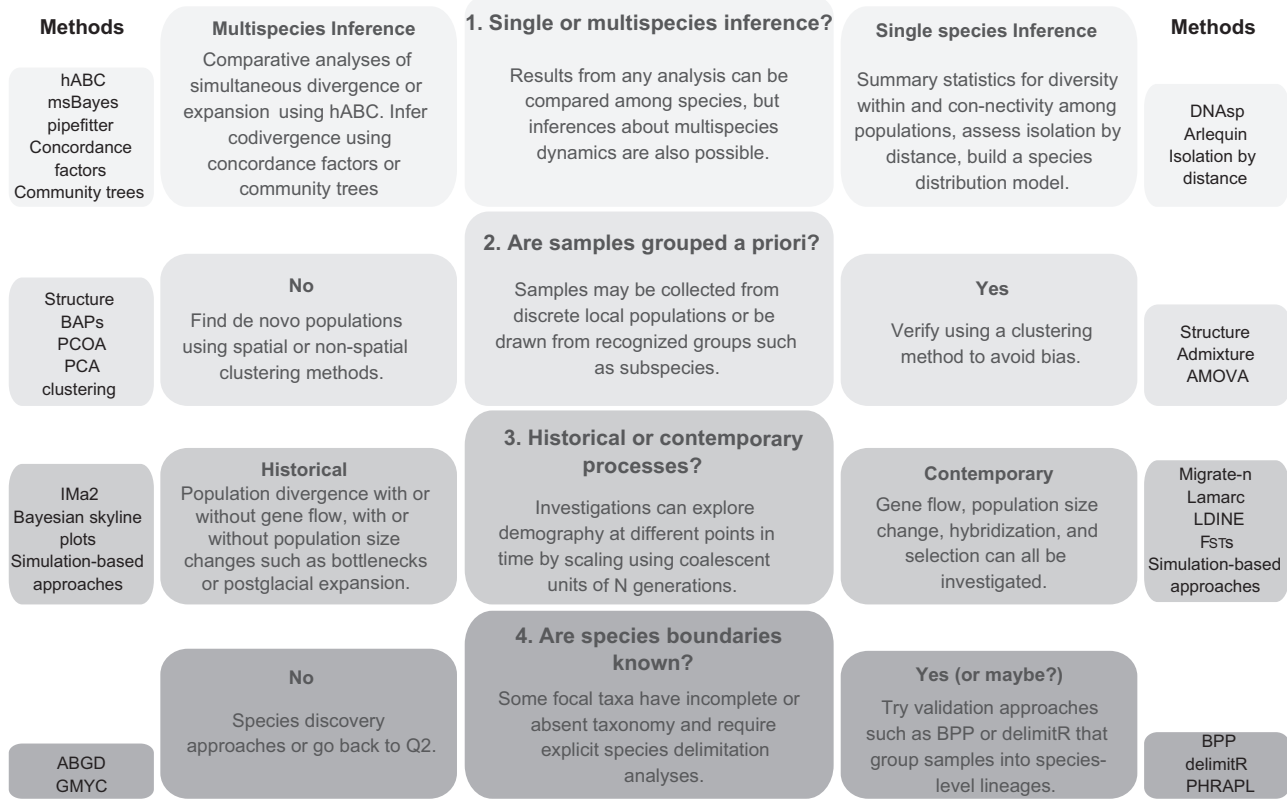 Methods
hABC
msBayes
pipefitter
Concordance
factors
Community trees
Multispecies Inference
Comparative analyses of
simultaneous divergence or
expansion using hABC. Infer
codivergence using
concordance factors or
community trees
1. Single or multispecies inference?
Results from any analysis can be
compared among species, but
inferences about multispecies
dynamics are also possible.
Single species Inference
Summary statistics for diversity
within and con-nectivity among
populations, assess isolation by
distance, build a species
distribution model.
Methods
DNAsp
Arlequin
Isolation by
distance
Structure
BAPs
PCOA
PCA
clustering
No
Find de novo populations
using spatial or non-spatial
clustering methods.
2. Are samples grouped a priori?
Samples may be collected from
discrete local populations or be
drawn from recognized groups such
as subspecies.
Yes
Verify using a clustering
method to avoid bias.
Structure
Admixture
AMOVA
IMa2
Bayesian skyline
plots
Simulation-based
approaches
Historical
Population divergence with or
without gene flow, with or
without population size
changes such as bottlenecks
or postglacial expansion.
3. Historical or contemporary
processes?
Investigations can explore
demography at different points in
time by scaling using coalescent
units of N generations.
Contemporary
Gene flow, population size
change, hybridization, and
selection can all be
investigated.
Migrate-n
Lamarc
LDINE
FSTs
Simulation-based
approaches
ABGD
GMYC
No
Species discovery
approaches or go back to Q2.
4. Are species boundaries
known?
Some focal taxa have incomplete or
absent taxonomy and require
explicit species delimitation
analyses.
Yes (or maybe?)
Try validation approaches
such as BPP or delimitR that
group samples into species-
level lineages.
BPP
delimitR
PHRAPL